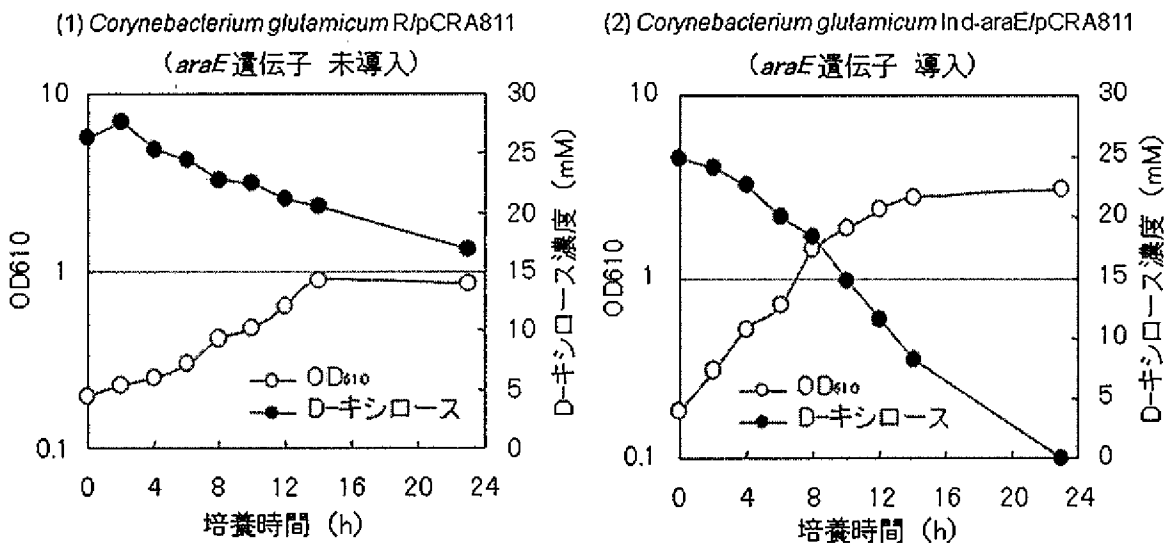 (1) Corynebacterium glutamicum R/pCRA811
(araE遺伝子 未導入)
10
1
0.1
OD610
30
25
20
15
10
5
0
D-キシロース濃度 (mM)
OD610
D-キシロース
0 4 8 12 16 20 24
培養時間 (h)
(2) Corynebacterium glutamicum Ind-araE/pCRA811
(araE遺伝子 導入)
10
1
0.1
OD610
30
25
20
15
10
5
0
D-キシロース濃度 (mM)
OD610
D-キシロース
0 4 8 12 16 20 24
培養時間 (h)